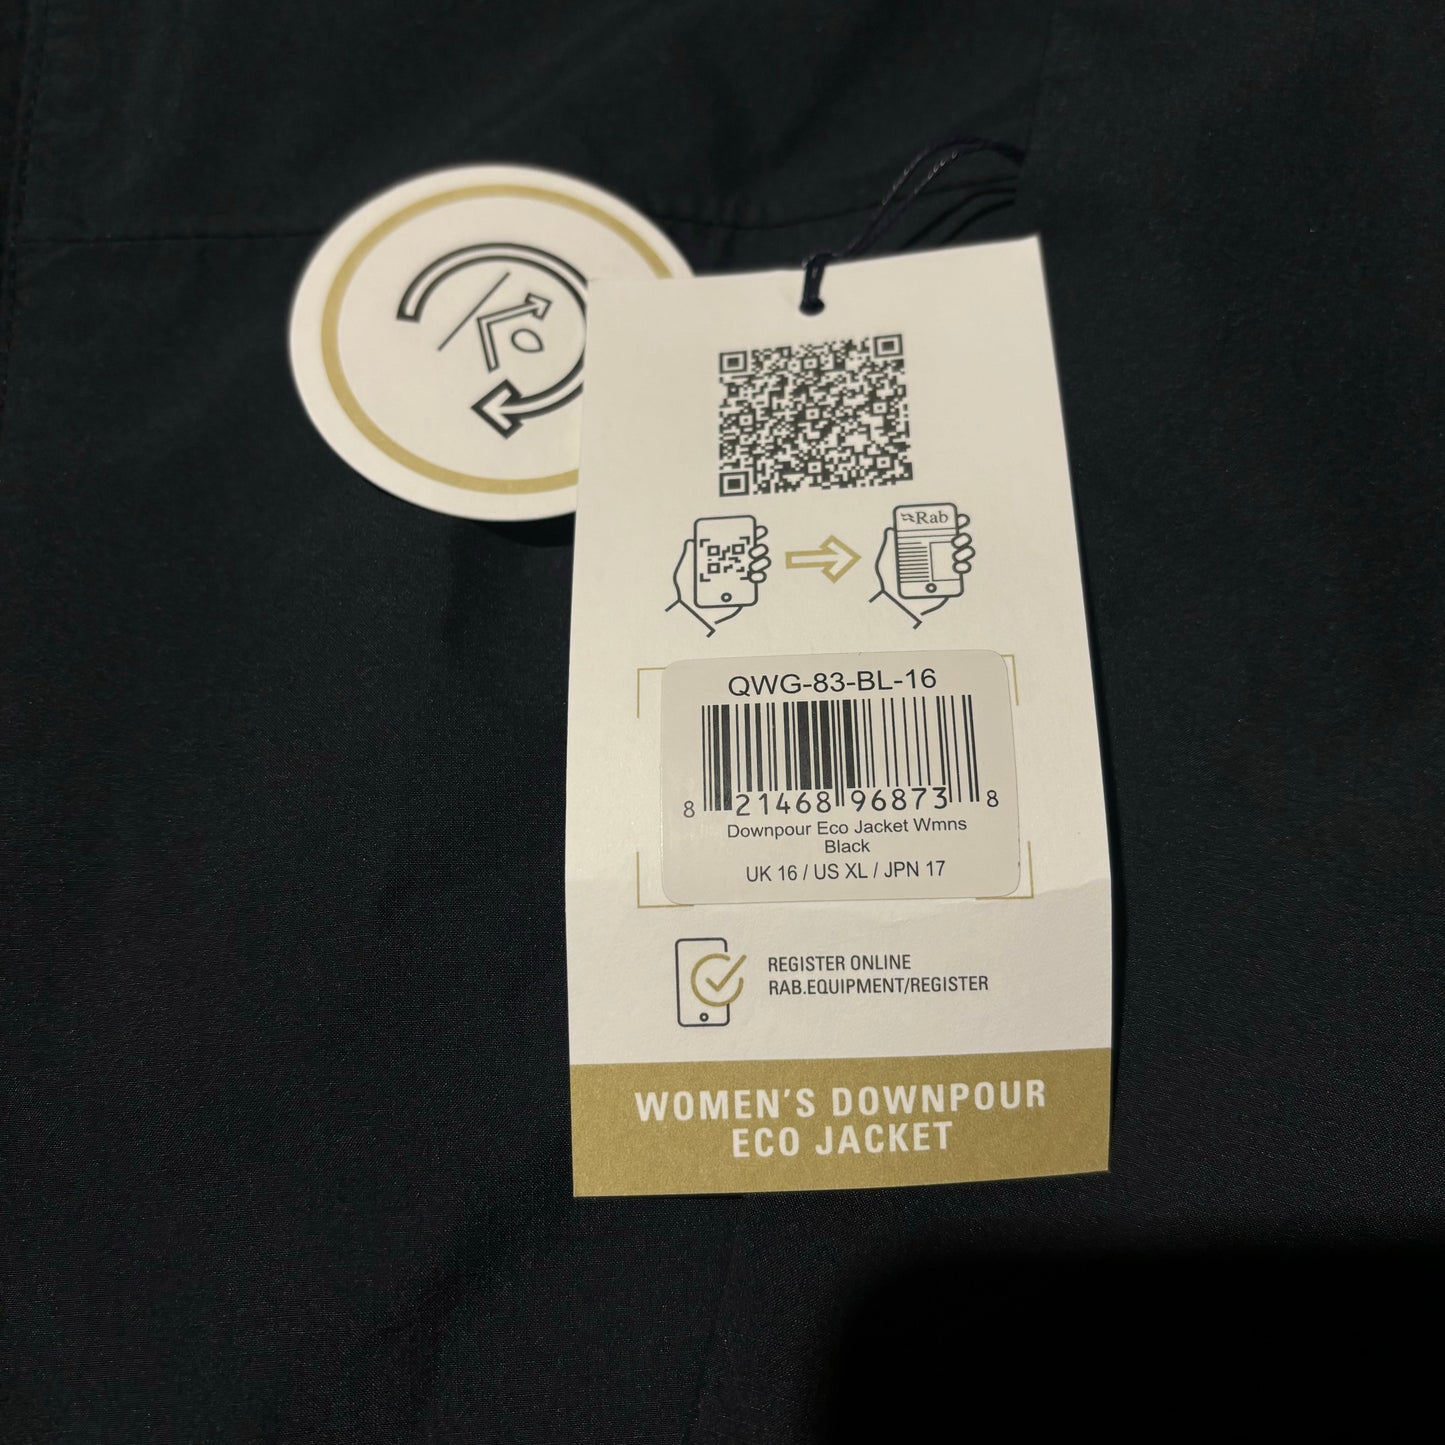 Rab
QWG-83-BL-16
8 21468 96873 8
Downpour Eco Jacket Wmns
Black
UK 16 / US XL / JPN 17
REGISTER ONLINE
RAB.EQUIPMENT/REGISTER
WOMEN'S DOWNPOUR
ECO JACKET